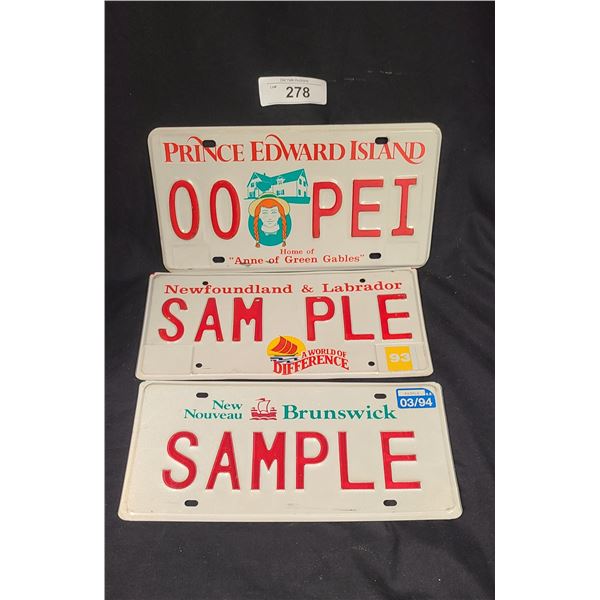 LOT# 278
PRINCE EDWARD ISLAND
00 PEI
Home of
"Anne of Green Gables"
Newfoundland & Labrador
SAM PLE
A WORLD OF
DIFFERENCE
93
New
Nouveau
Brunswick
03/94
SAMPLE